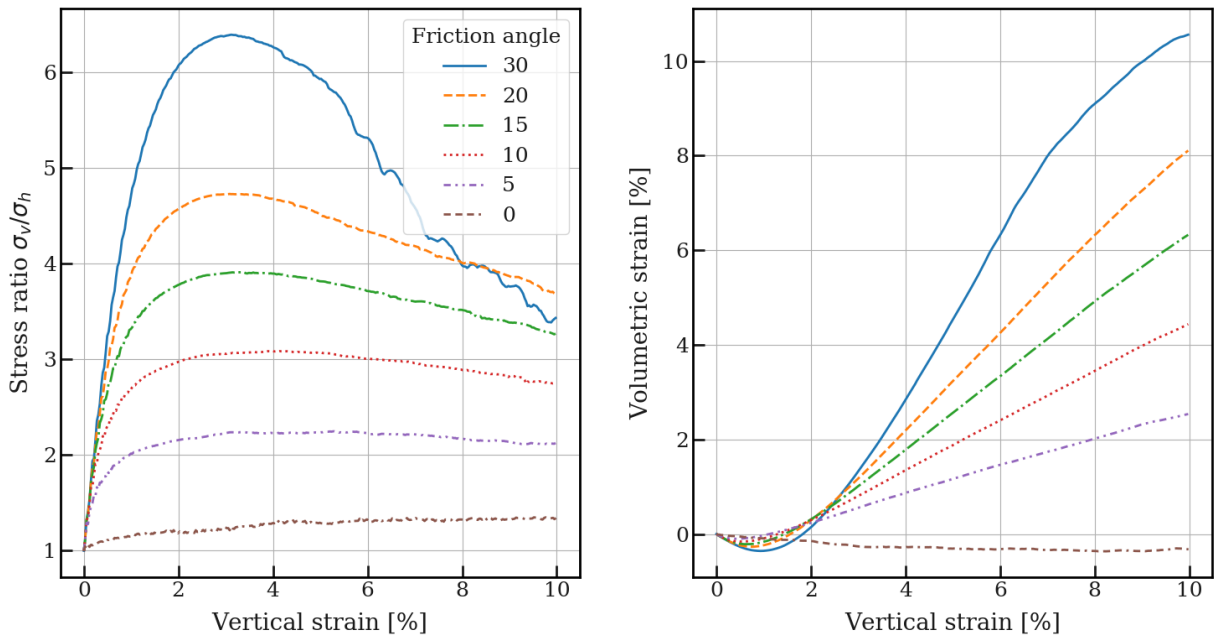 Stress ratio σv/σh
6
5
4
3
2
1
0 2 4 6 8 10
Vertical strain [%]
Friction angle
30
20
15
10
5
0
Volumetric strain [%]
10
8
6
4
2
0
0 2 4 6 8 10
Vertical strain [%]